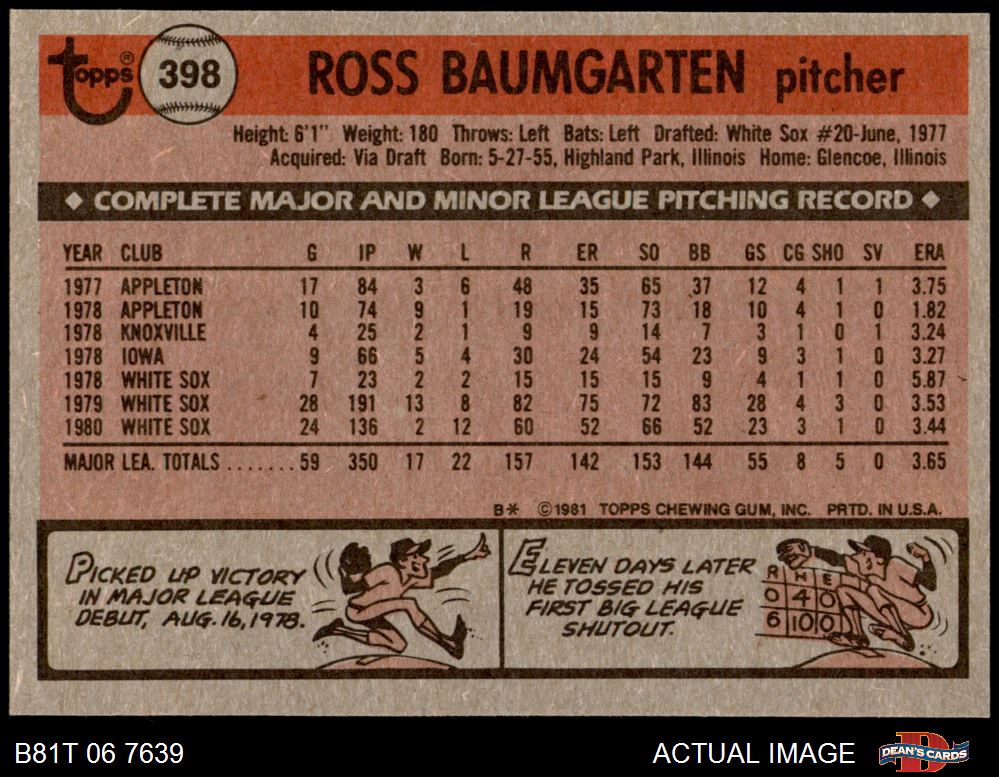 Topps® 398 ROSS BAUMGARTEN pitcher
Height: 6'1" Weight: 180 Throws: Left Bats: Left Drafted: White Sox #20-June, 1977
Acquired: Via Draft Born: 5-27-55, Highland Park, Illinois Home: Glencoe, Illinois
◆ COMPLETE MAJOR AND MINOR LEAGUE PITCHING RECORD ◆
YEAR CLUB G IP W L R ER SO BB GS CG SHO SV ERA
1977 APPLETON 17 84 3 6 48 35 65 37 12 4 1 1 3.75
1978 APPLETON 10 74 9 1 19 15 73 18 10 4 1 0 1.82
1978 KNOXVILLE 4 25 2 1 9 9 14 7 3 1 0 1 3.24
1978 IOWA 9 66 5 4 30 24 54 23 9 3 1 0 3.27
1978 WHITE SOX 7 23 2 2 15 15 15 9 4 1 1 0 5.87
1979 WHITE SOX 28 191 13 8 82 75 72 83 28 4 3 0 3.53
1980 WHITE SOX 24 136 2 12 60 52 66 52 23 3 1 0 3.44
MAJOR LEA. TOTALS .......59 350 17 22 157 142 153 144 55 8 5 0 3.65
B* ©1981 TOPPS CHEWING GUM, INC. PRTD. IN U.S.A.
PICKED UP VICTORY
IN MAJOR LEAGUE
DEBUT, AUG. 16, 1978.
ELEVEN DAYS LATER
HE TOSSED HIS
FIRST BIG LEAGUE
SHUTOUT.
R H E
0 4 0
6 10 0
B81T 06 7639 ACTUAL IMAGE DEAN'S CARDS